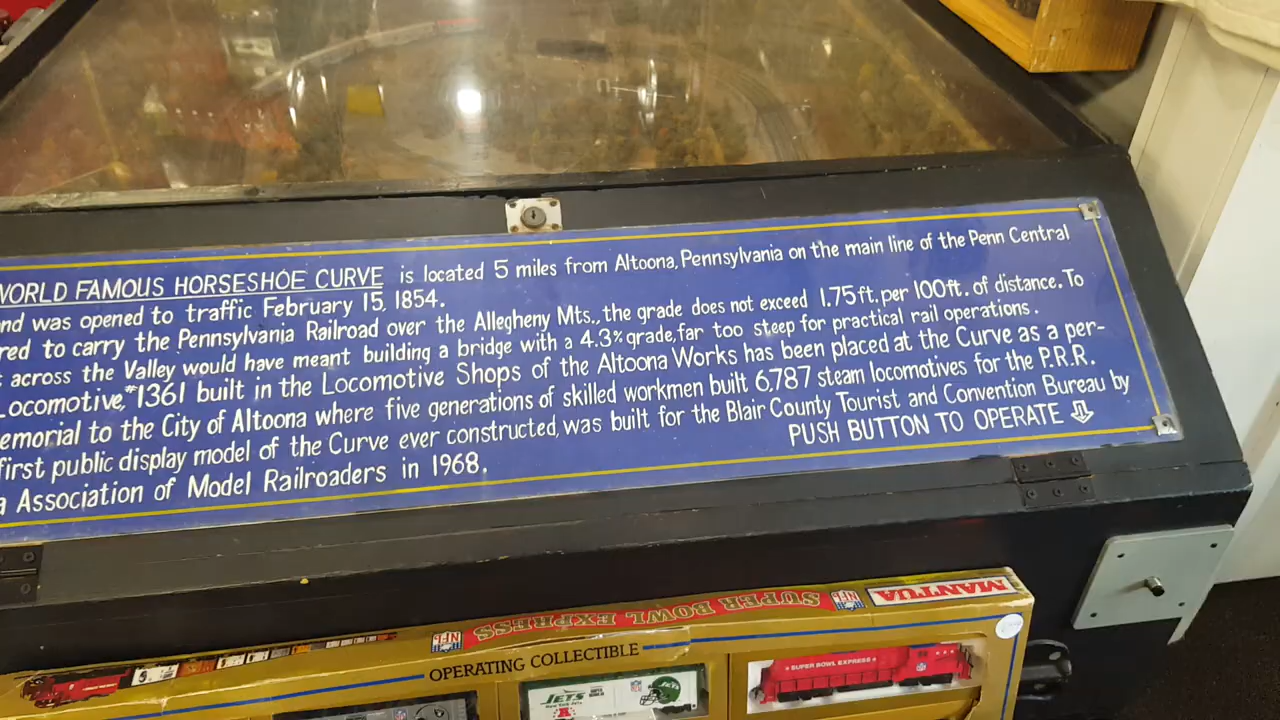 WORLD FAMOUS HORSESHOE CURVE is located 5 miles from Altoona, Pennsylvania on the main line of the Penn Central
nd was opened to traffic February 15, 1854.
red to carry the Pennsylvania Railroad over the Allegheny Mts., the grade does not exceed 1.75 ft. per 100 ft. of distance. To
across the Valley would have meant building a bridge with a 4.3% grade, far too steep for practical rail operations.
Locomotive, #1361 built in the Locomotive Shops of the Altoona Works has been placed at the Curve as a per-
emorial to the City of Altoona where five generations of skilled workmen built 6,787 steam locomotives for the P.R.R.
first public display model of the Curve ever constructed, was built for the Blair County Tourist and Convention Bureau by
a Association of Model Railroaders in 1968.
PUSH BUTTON TO OPERATE
NFL SUPER BOWL EXPRESS NFL
MANTUA
OPERATING COLLECTIBLE
JETS
SUPER BOWL EXPRESS